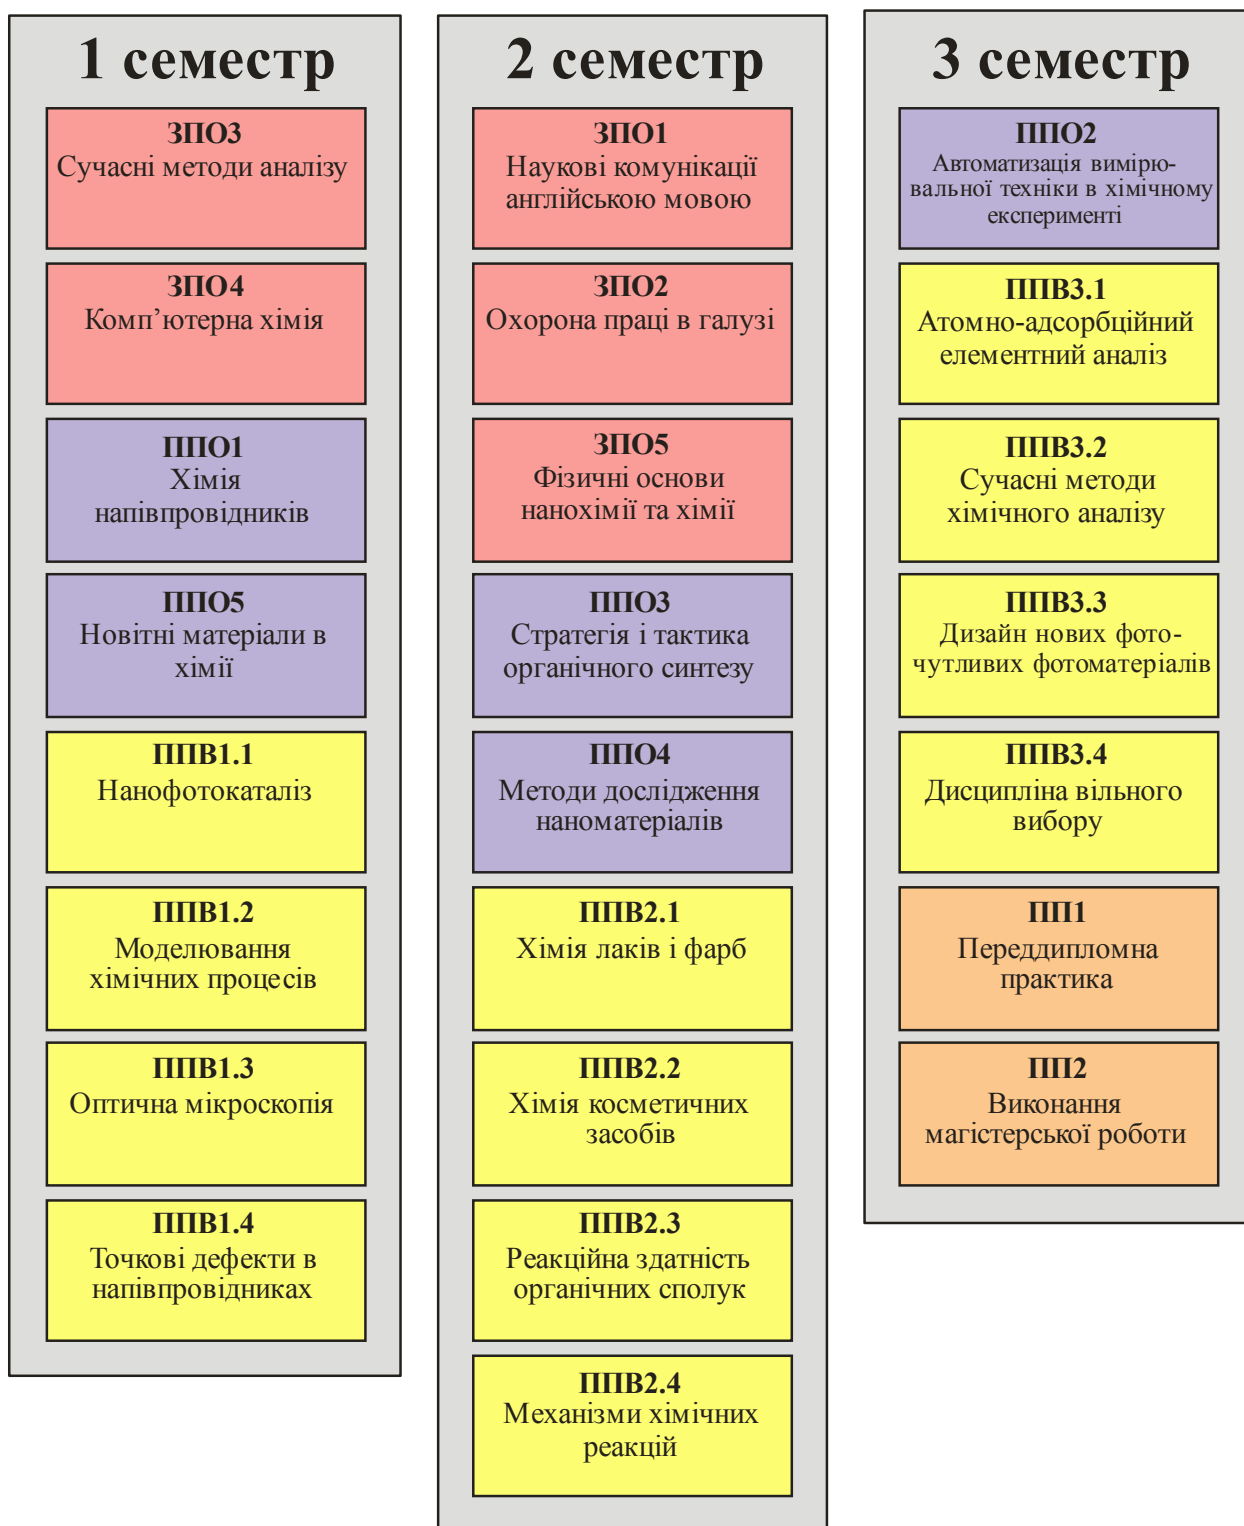 1 семестр
ЗПО3
Сучасні методи аналізу
ЗПО4
Комп’ютерна хімія
ППО1
Хімія
напівпровідників
ППО5
Новітні матеріали в
хімії
ППВ1.1
Нанофотокаталіз
ППВ1.2
Моделювання
хімічних процесів
ППВ1.3
Оптична мікроскопія
ППВ1.4
Точкові дефекти в
напівпровідниках
2 семестр
ЗПО1
Наукові комунікації
англійською мовою
ЗПО2
Охорона праці в галузі
ЗПО5
Фізичні основи
нанохімії та хімії
ППО3
Стратегія і тактика
органічного синтезу
ППО4
Методи дослідження
наноматеріалів
ППВ2.1
Хімія лаків і фарб
ППВ2.2
Хімія косметичних
засобів
ППВ2.3
Реакційна здатність
органічних сполук
ППВ2.4
Механізми хімічних
реакцій
3 семестр
ППО2
Автоматизація вимірю-
вальної техніки в хімічному
експерименті
ППВ3.1
Атомно-адсорбційний
елементний аналіз
ППВ3.2
Сучасні методи
хімічного аналізу
ППВ3.3
Дизайн нових фото-
чутливих фотоматеріалів
ППВ3.4
Дисципліна вільного
вибору
ПП1
Переддипломна
практика
ПП2
Виконання
магістерської роботи